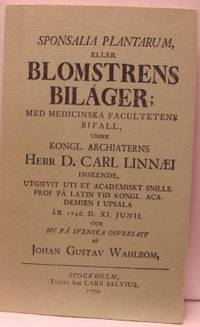 SPONSALIA PLANTARUM,
ELLER
BLOMSTRENS
BILÅGER;
MED MEDICINSKA FACULTETENS
BIFALL,
UNDER
KONGL. ARCHIATERNS
HERR D. CARL LINNÆI
INSEENDE,
UTGIFVIT UTI ET ACADEMISKT SNILLE-
PROF PÅ LATIN VID KONGL. ACA-
DEMIEN I UPSALA
ÅR 1746. D. XI. JUNII.
OCH
NU PÅ SVENSKA ÖFVERSATT
AF
JOHAN GUSTAV WAHLBOM,
STOCKHOLM,
Tryckt hos LARS SALVIUS,
1750.